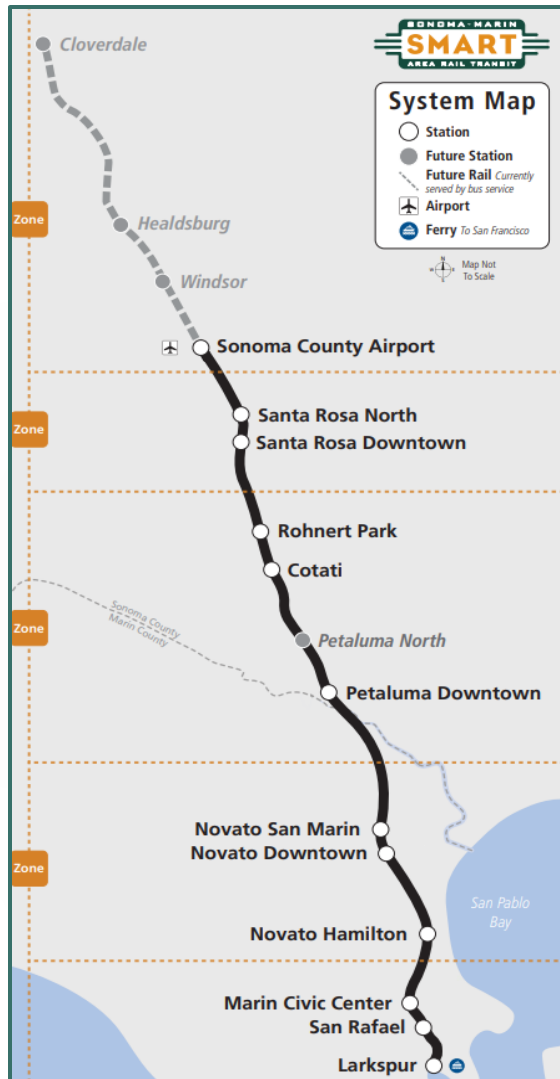 SONOMA-MARIN
SMART
AREA RAIL TRANSIT
System Map
Station
Future Station
Future Rail Currently
served by bus service
Airport
Ferry To San Francisco
N
W E
S
Map Not
To Scale
Cloverdale
Zone
Healdsburg
Windsor
Sonoma County Airport
Santa Rosa North
Zone
Santa Rosa Downtown
Rohnert Park
Cotati
Sonoma County
Marin County
Zone
Petaluma North
Petaluma Downtown
Novato San Marin
Novato Downtown
Zone
San Pablo
Bay
Novato Hamilton
Marin Civic Center
San Rafael
Larkspur